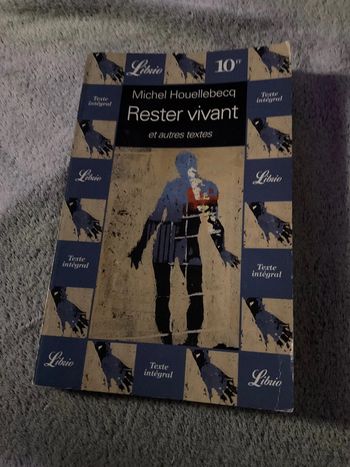 Librio
10F
Michel Houellebecq
Rester vivant
et autres textes
Texte
intégral
Texte
intégral
Librio
Librio
Texte
intégral
Texte
intégral
Librio
Texte
intégral
Librio